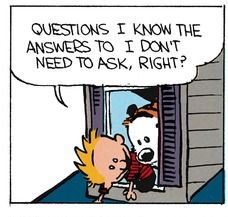 QUESTIONS I KNOW THE
ANSWERS TO I DON'T
NEED TO ASK, RIGHT?